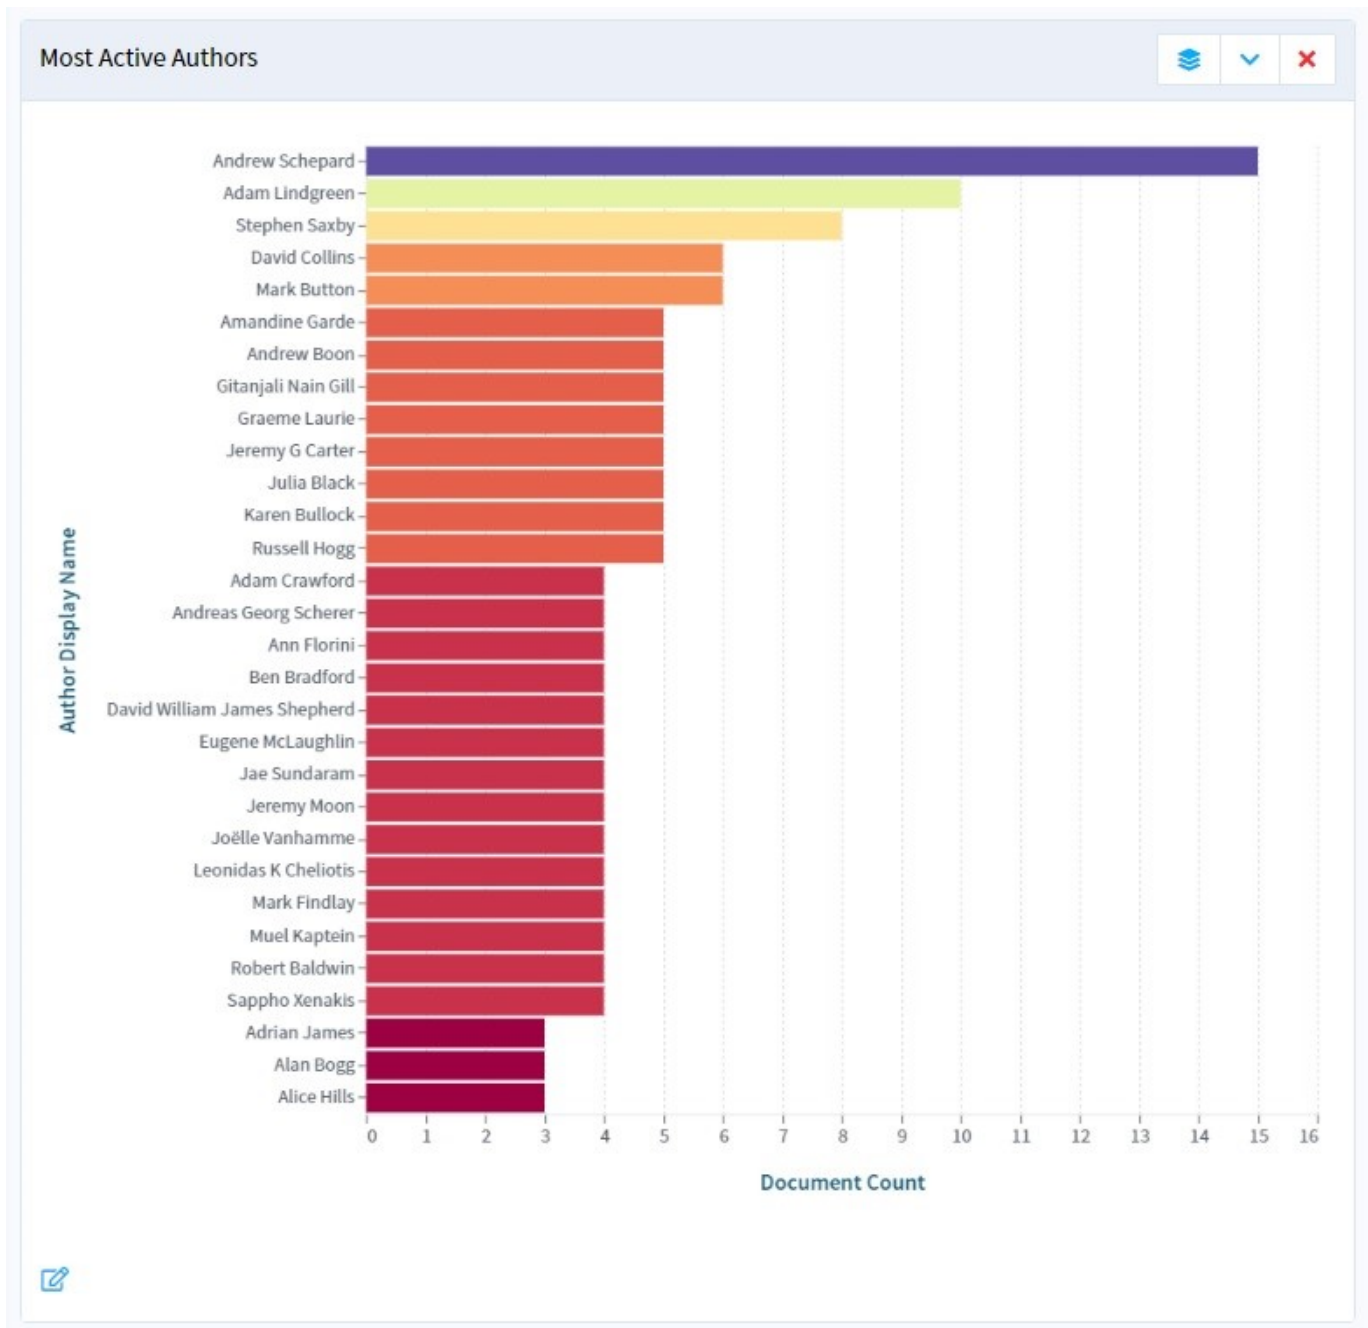 Most Active Authors
Andrew Schepard
Adam Lindgreen
Stephen Saxby
David Collins
Mark Button
Amandine Garde
Andrew Boon
Gitanjali Nain Gill
Graeme Laurie
Jeremy G Carter
Julia Black
Karen Bullock
Russell Hogg
Adam Crawford
Andreas Georg Scherer
Ann Florini
Ben Bradford
David William James Shepherd
Eugene McLaughlin
Jae Sundaram
Jeremy Moon
Joëlle Vanhamme
Leonidas K Cheliotis
Mark Findlay
Muel Kaptein
Robert Baldwin
Sappho Xenakis
Adrian James
Alan Bogg
Alice Hills
Author Display Name
0 1 2 3 4 5 6 7 8 9 10 11 12 13 14 15 16
Document Count